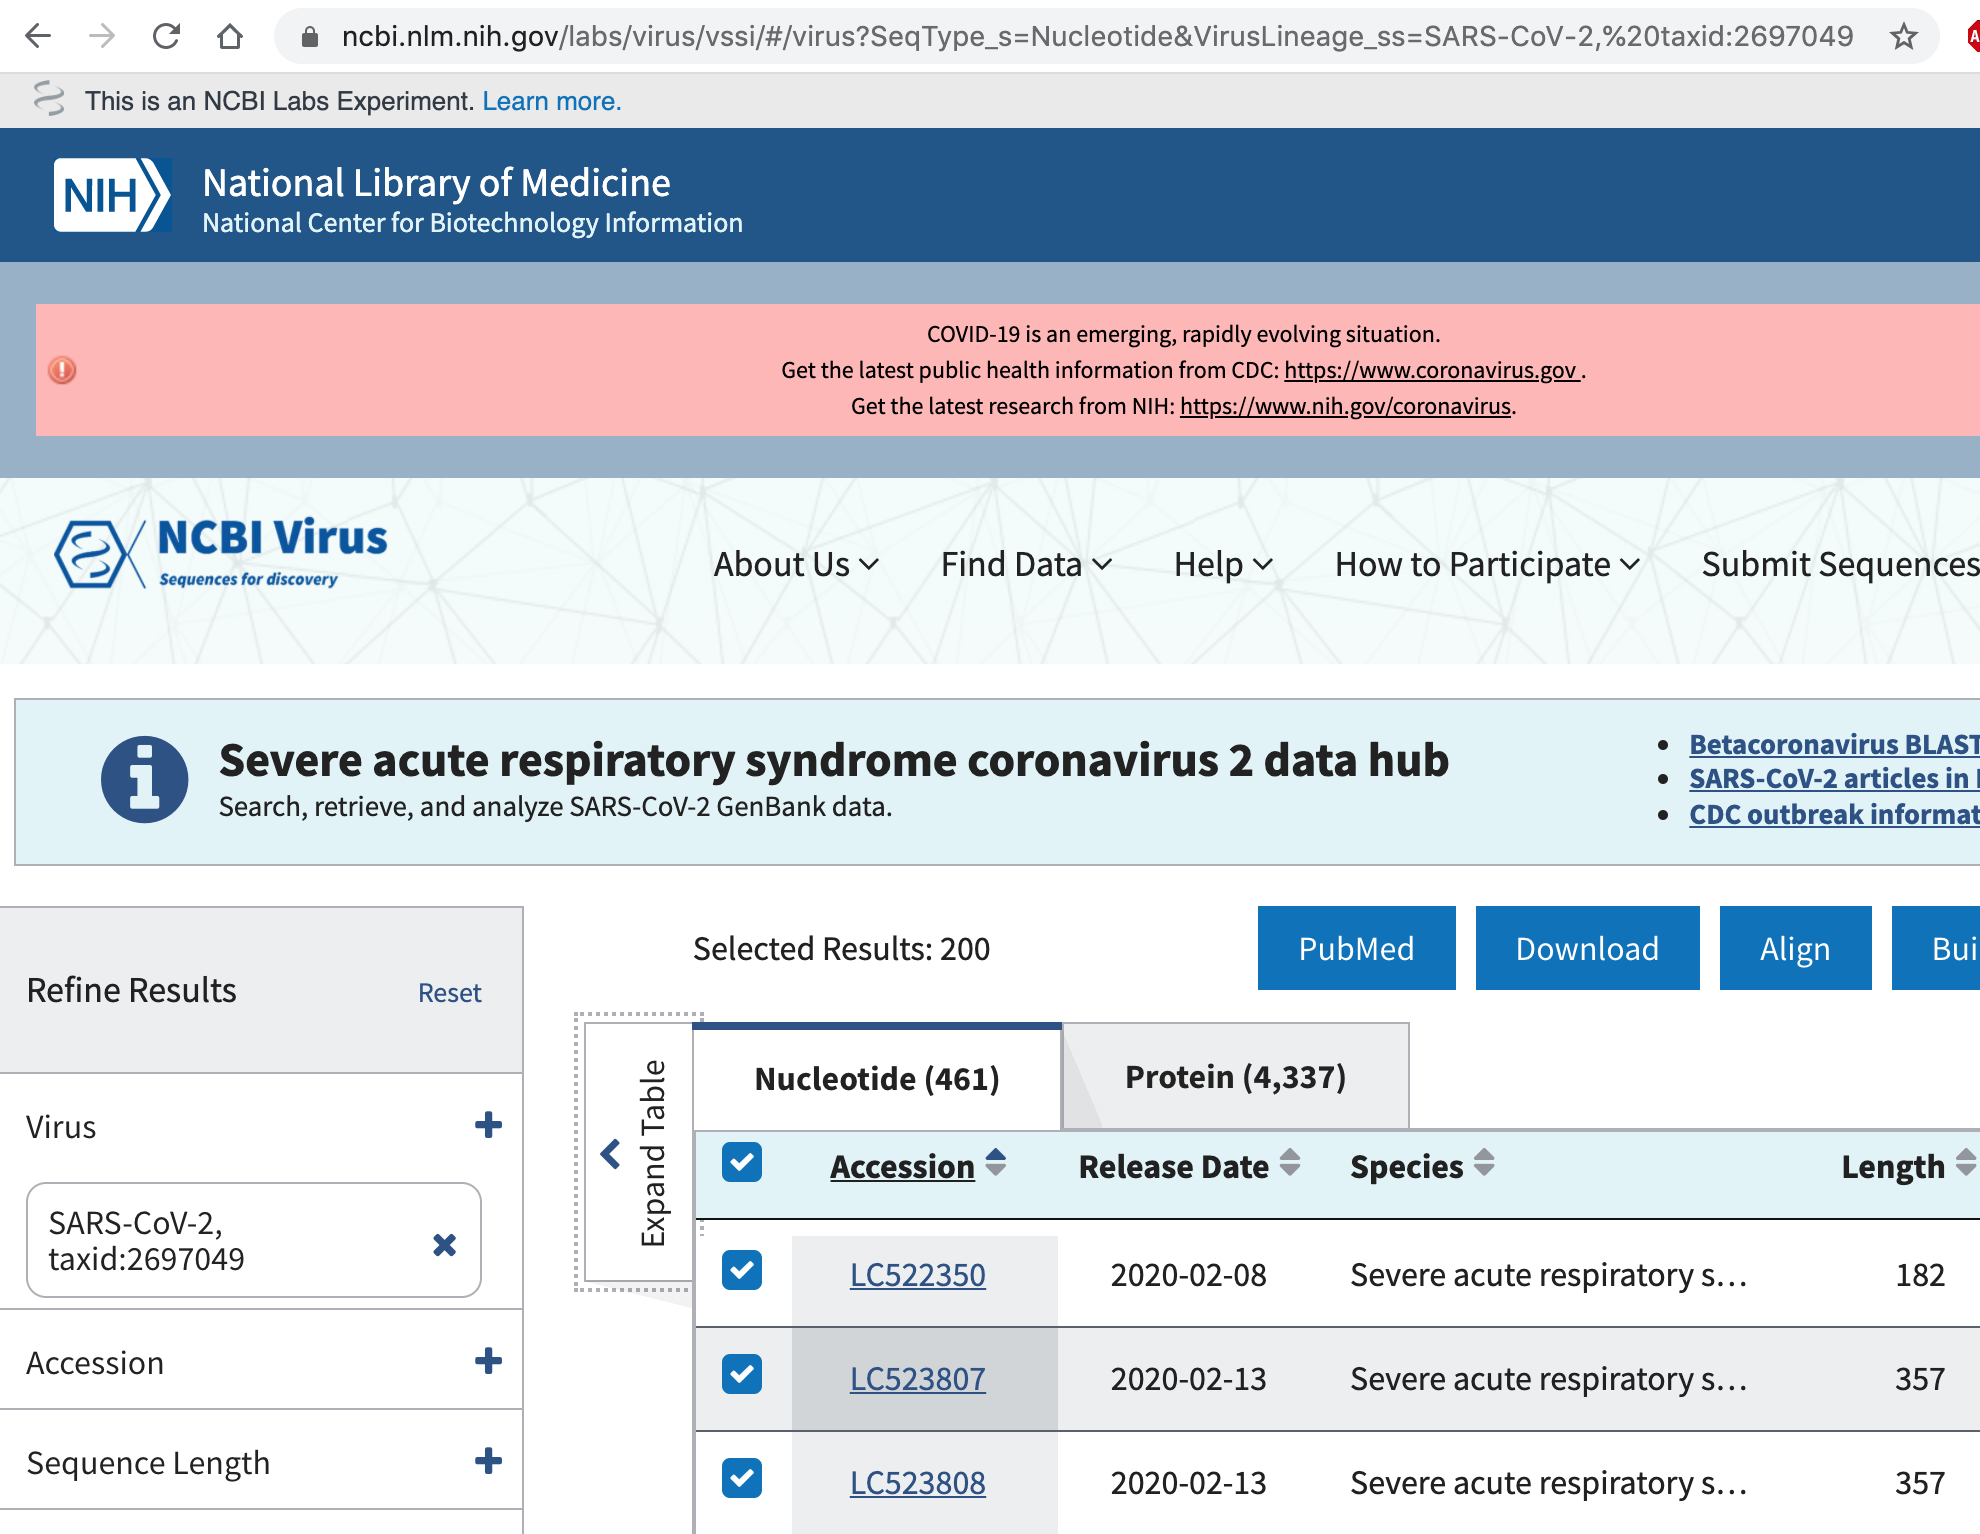 ncbi.nlm.nih.gov/labs/virus/vssi/#/virus?SeqType_s=Nucleotide&VirusLineage_ss=SARS-CoV-2,%20taxid:2697049
This is an NCBI Labs Experiment. Learn more.
NIH
National Library of Medicine
National Center for Biotechnology Information
COVID-19 is an emerging, rapidly evolving situation.
Get the latest public health information from CDC: https://www.coronavirus.gov .
Get the latest research from NIH: https://www.nih.gov/coronavirus.
NCBI Virus
Sequences for discovery
About Us Find Data Help How to Participate Submit Sequences
Severe acute respiratory syndrome coronavirus 2 data hub
Search, retrieve, and analyze SARS-CoV-2 GenBank data.
Betacoronavirus BLAST
SARS-CoV-2 articles in
CDC outbreak informat
Refine Results Reset
Virus
SARS-CoV-2,
taxid:2697049
Accession
Sequence Length
Selected Results: 200
PubMed Download Align Bui
Expand Table
Nucleotide (461) Protein (4,337)
Accession Release Date Species Length
LC522350 2020-02-08 Severe acute respiratory s... 182
LC523807 2020-02-13 Severe acute respiratory s... 357
LC523808 2020-02-13 Severe acute respiratory s... 357